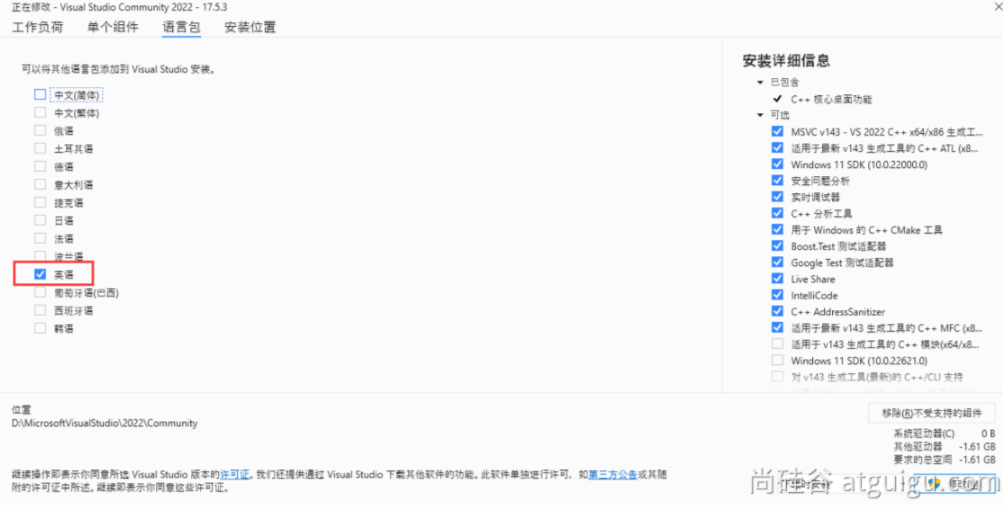 正在修改 - Visual Studio Community 2022 - 17.5.3
工作负荷 单个组件 语言包 安装位置
可以将其他语言包添加到 Visual Studio 安装。
中文(简体)
中文(繁体)
俄语
土耳其语
德语
意大利语
捷克语
日语
法语
波兰语
英语
葡萄牙语(巴西)
西班牙语
韩语
安装详细信息
已包含
C++ 核心桌面功能
可选
MSVC v143 - VS 2022 C++ x64/x86 生成工...
适用于最新 v143 生成工具的 C++ ATL (x8...
Windows 11 SDK (10.0.22000.0)
安全问题分析
实时调试器
C++ 分析工具
用于 Windows 的 C++ CMake 工具
Boost.Test 测试适配器
Google Test 测试适配器
Live Share
IntelliCode
C++ AddressSanitizer
适用于最新 v143 生成工具的 C++ MFC (x8...
适用于 v143 生成工具的 C++ 模块(x64/x8...
Windows 11 SDK (10.0.22621.0)
对 v143 生成工具(最新)的 C++/CLI 支持
位置
D:\MicrosoftVisualStudio\2022\Community
移除(R)不受支持的组件
系统驱动器(C) 0 B
其他驱动器 -1.61 GB
要求的总空间 -1.61 GB
继续操作即表示你同意所选 Visual Studio 版本的许可证。我们还提供通过 Visual Studio 下载其他软件的功能。此软件单独进行许可，如第三方公告或其随
附的许可证中所述。继续即表示你同意这些许可证。
尚硅谷 atguigu.com